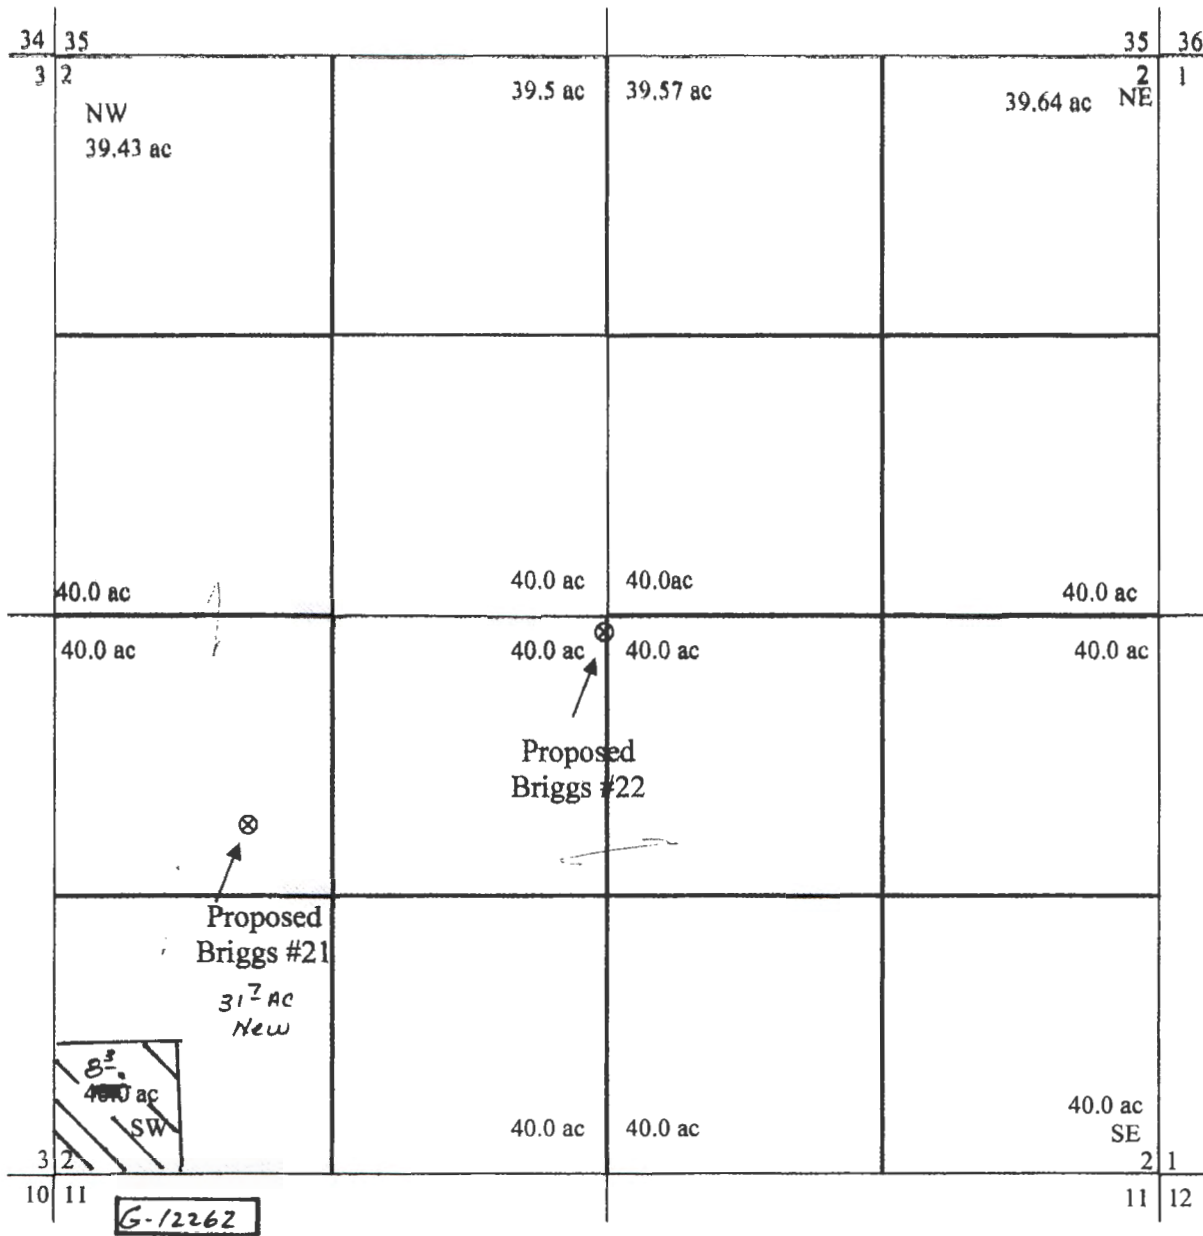 34 35
35 36
3 2
2 1
NW
39.43 ac
39.5 ac
39.57 ac
39.64 ac
NE
40.0 ac
40.0 ac
40.0ac
40.0 ac
40.0 ac
40.0 ac
40.0 ac
40.0 ac
Proposed
Briggs #22
Proposed
Briggs #21
31 7 AC
New
8 3.
40.0 ac
SW
40.0 ac
40.0 ac
40.0 ac
SE
3 2
2 1
10 11
11 12
G-12262